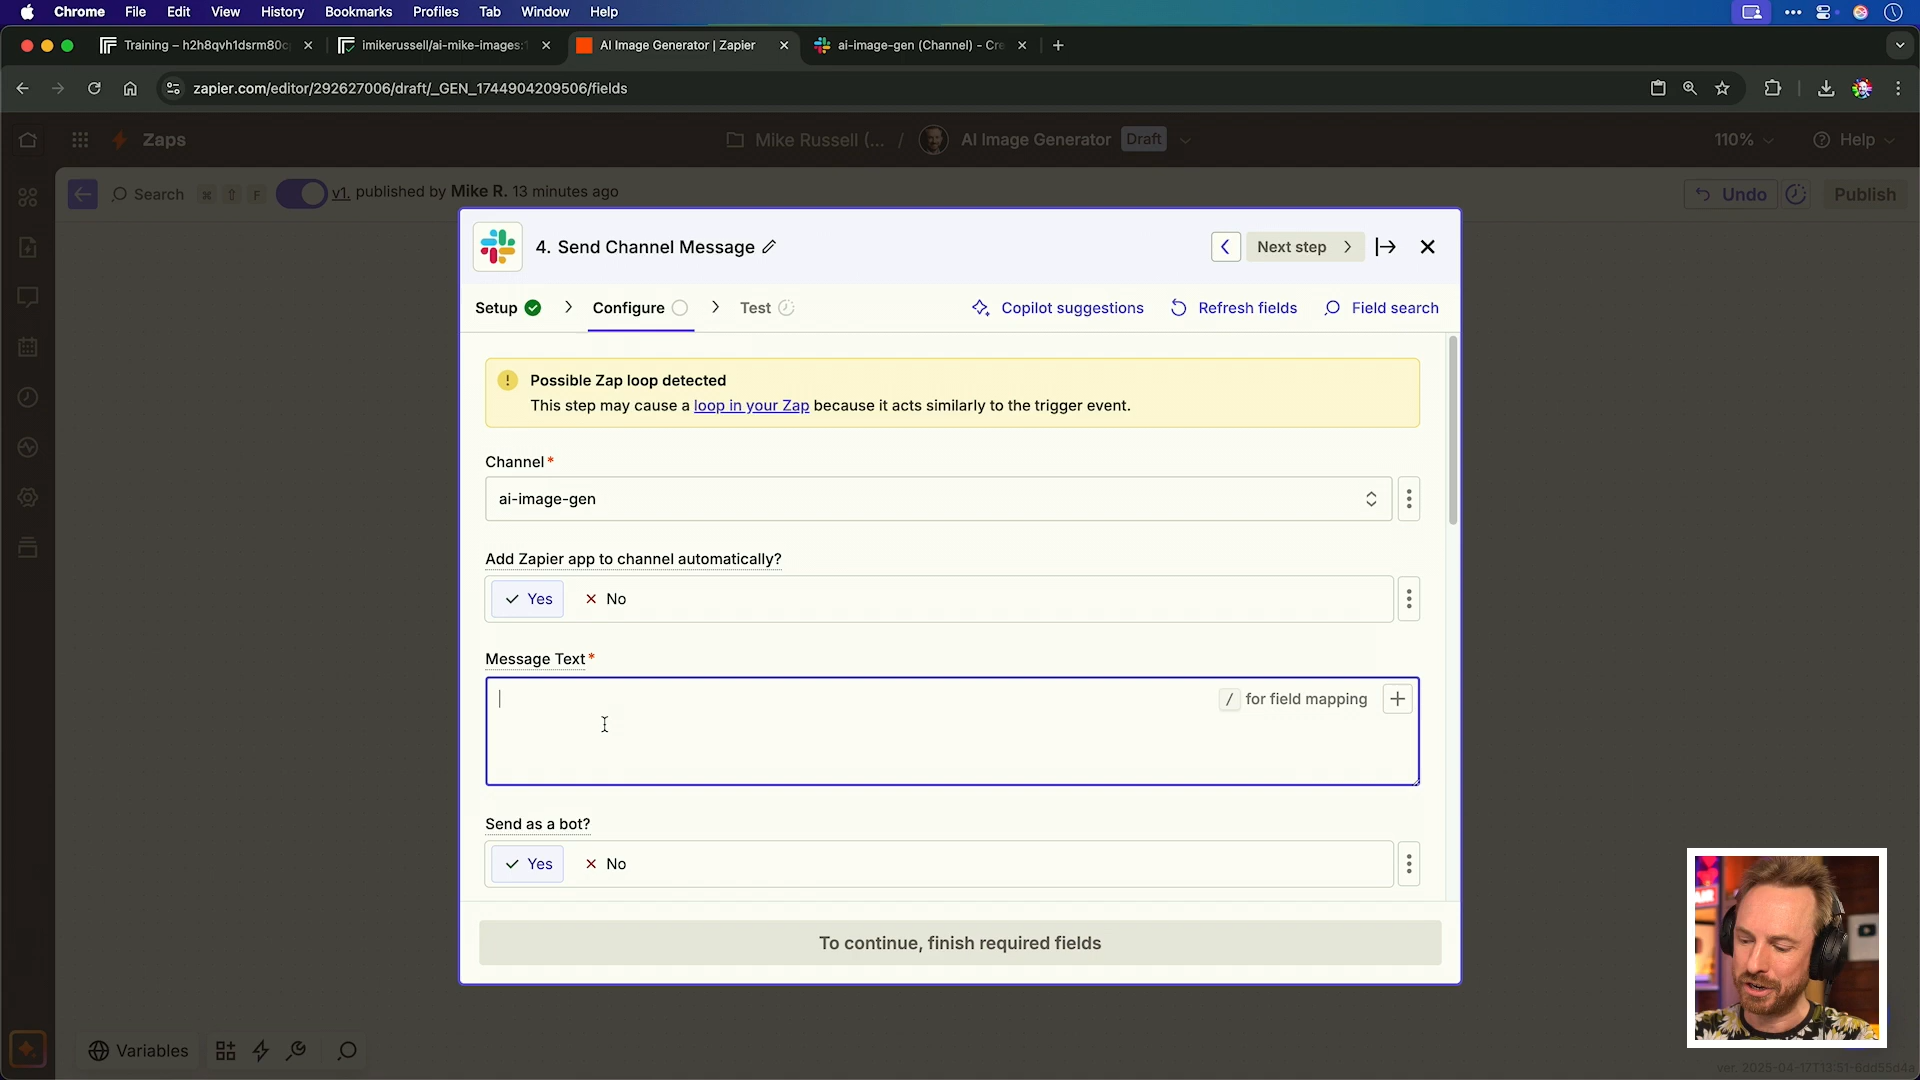 Chrome File Edit View History Bookmarks Profiles Tab Window Help
Training – h2h8qvh1dsrm80c
imikerussell/ai-mike-images:1
AI Image Generator | Zapier
ai-image-gen (Channel) - Cre
zapier.com/editor/292627006/draft/_GEN_1744904209506/fields
Zaps
Mike Russell (... / AI Image Generator Draft
110%
Help
Search ⌘ ⇧ F
v1. published by Mike R. 13 minutes ago
Undo
Publish
4. Send Channel Message
Next step
Setup
Configure
Test
Copilot suggestions
Refresh fields
Field search
Possible Zap loop detected
This step may cause a loop in your Zap because it acts similarly to the trigger event.
Channel*
ai-image-gen
Add Zapier app to channel automatically?
Yes No
Message Text*
/ for field mapping
Send as a bot?
Yes No
To continue, finish required fields
Variables